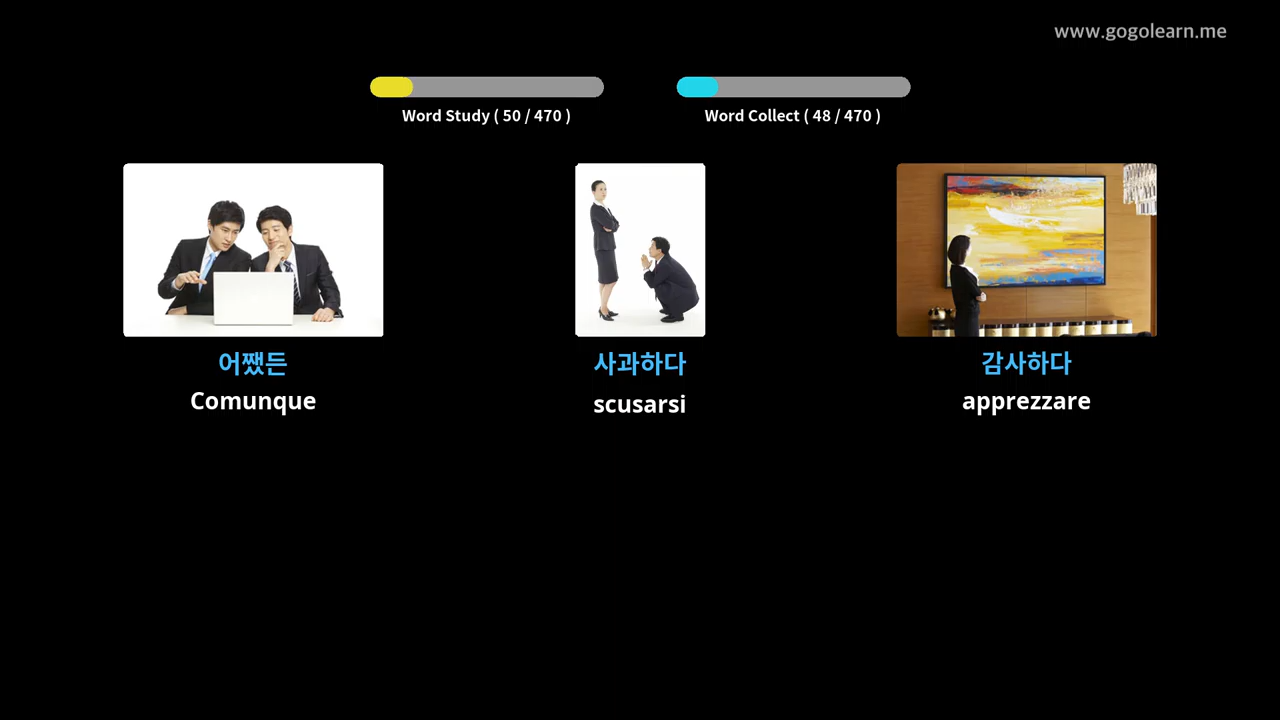 www.gogolearn.me
Word Study ( 50 / 470 )
Word Collect ( 48 / 470 )
어쨌든
Comunque
사과하다
scusarsi
감사하다
apprezzare